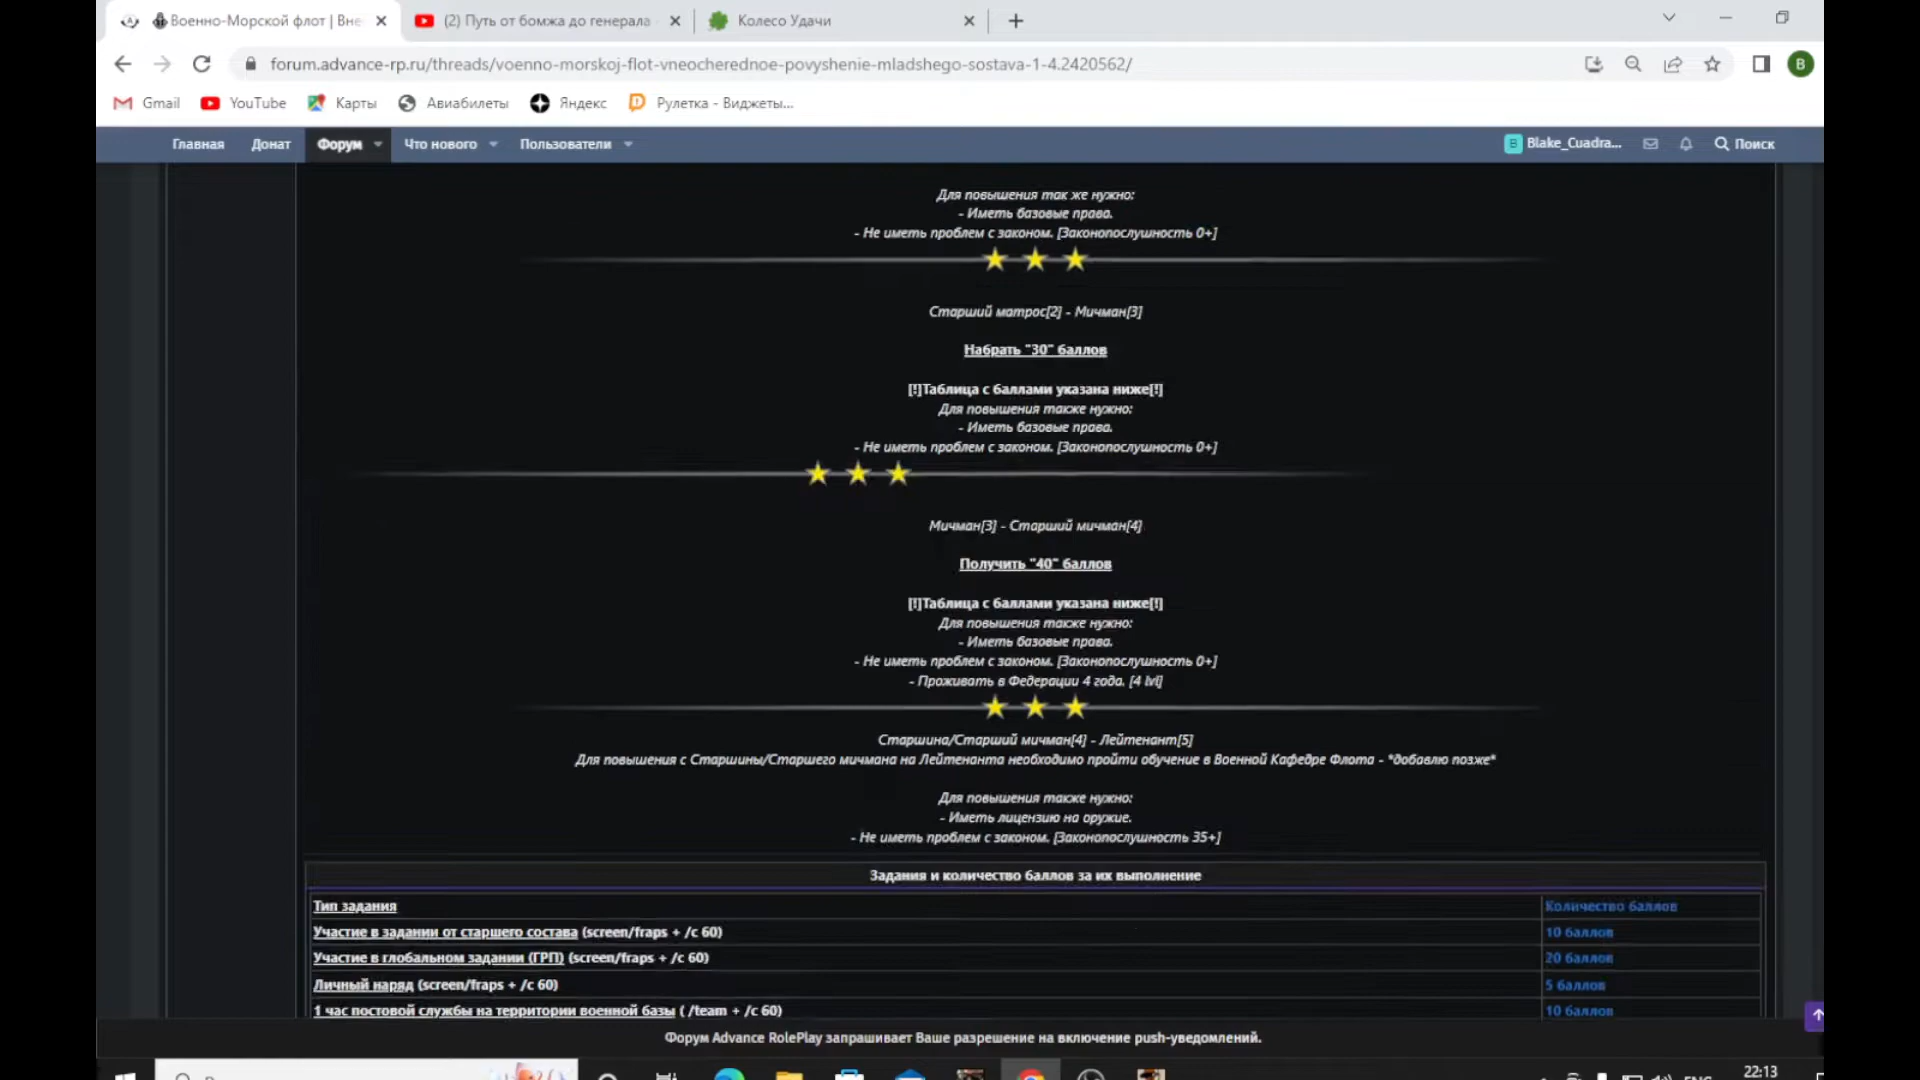 Военно-Морской флот | Вне
(2) Путь от бомжа до генерала
Колесо Удачи
forum.advance-rp.ru/threads/voenno-morskoj-flot-vneocherednoe-povyshenie-mladshego-sostava-1-4.2420562/
B
Gmail
YouTube
Карты
Авиабилеты
Яндекс
Рулетка - Виджеты...
Главная
Донат
Форум
Что нового
Пользователи
B
Blake_Cuadra...
Поиск
Для повышения так же нужно:
- Иметь базовые права.
- Не иметь проблем с законом. [Законопослушность 0+]
Старший матрос[2] - Мичман[3]
Набрать "30" баллов
[!]Таблица с баллами указана ниже[!]
Для повышения также нужно:
- Иметь базовые права.
- Не иметь проблем с законом. [Законопослушность 0+]
Мичман[3] - Старший мичман[4]
Получить "40" баллов
[!]Таблица с баллами указана ниже[!]
Для повышения также нужно:
- Иметь базовые права.
- Не иметь проблем с законом. [Законопослушность 0+]
- Проживать в Федерации 4 года. [4 lvl]
Старшина/Старший мичман[4] - Лейтенант[5]
Для повышения с Старшины/Старшего мичмана на Лейтенанта необходимо пройти обучение в Военной Кафедре Флота - *добавлю позже*
Для повышения также нужно:
- Иметь лицензию на оружие.
- Не иметь проблем с законом. [Законопослушность 35+]
Задания и количество баллов за их выполнение
Тип задания
Количество баллов
Участие в задании от старшего состава (screen/fraps + /c 60)
10 баллов
Участие в глобальном задании (ГРП) (screen/fraps + /c 60)
20 баллов
Личный наряд (screen/fraps + /c 60)
5 баллов
1 час постовой службы на территории военной базы ( /team + /c 60)
10 баллов
Форум Advance RolePlay запрашивает Ваше разрешение на включение push-уведомлений.
22:13